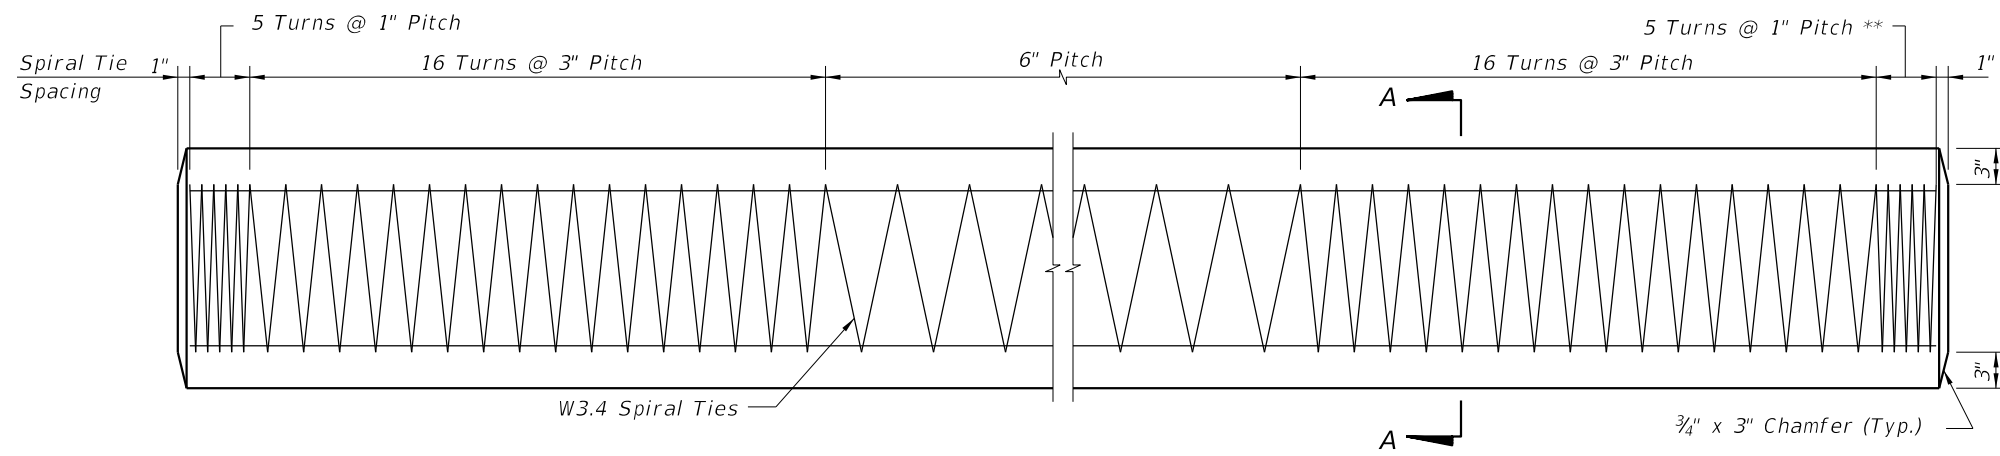 5 Turns @ 1" Pitch
5 Turns @ 1" Pitch **
Spiral Tie
Spacing
1"
16 Turns @ 3" Pitch
6" Pitch
16 Turns @ 3" Pitch
1"
A
3"
3"
W3.4 Spiral Ties
A
¾" x 3" Chamfer (Typ.)